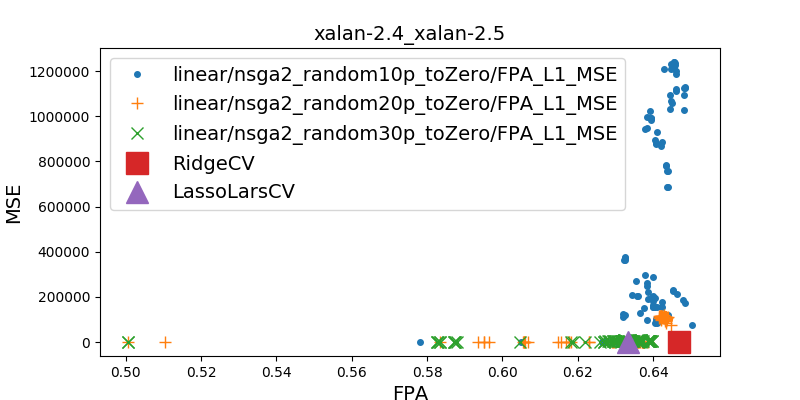 xalan-2.4_xalan-2.5
linear/nsga2_random10p_toZero/FPA_L1_MSE
linear/nsga2_random20p_toZero/FPA_L1_MSE
linear/nsga2_random30p_toZero/FPA_L1_MSE
RidgeCV
LassoLarsCV
MSE
1200000
1000000
800000
600000
400000
200000
0
0.50 0.52 0.54 0.56 0.58 0.60 0.62 0.64
FPA